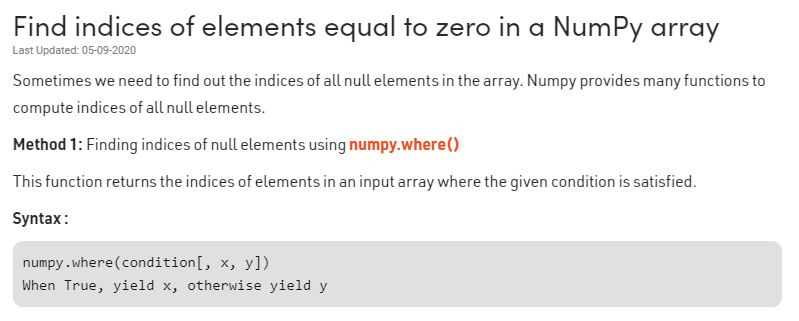 Find indices of elements equal to zero in a NumPy array
Last Updated: 05-09-2020
Sometimes we need to find out the indices of all null elements in the array. Numpy provides many functions to
compute indices of all null elements.
Method 1: Finding indices of null elements using numpy.where()
This function returns the indices of elements in an input array where the given condition is satisfied.
Syntax :
numpy.where(condition[, x, y])
When True, yield x, otherwise yield y